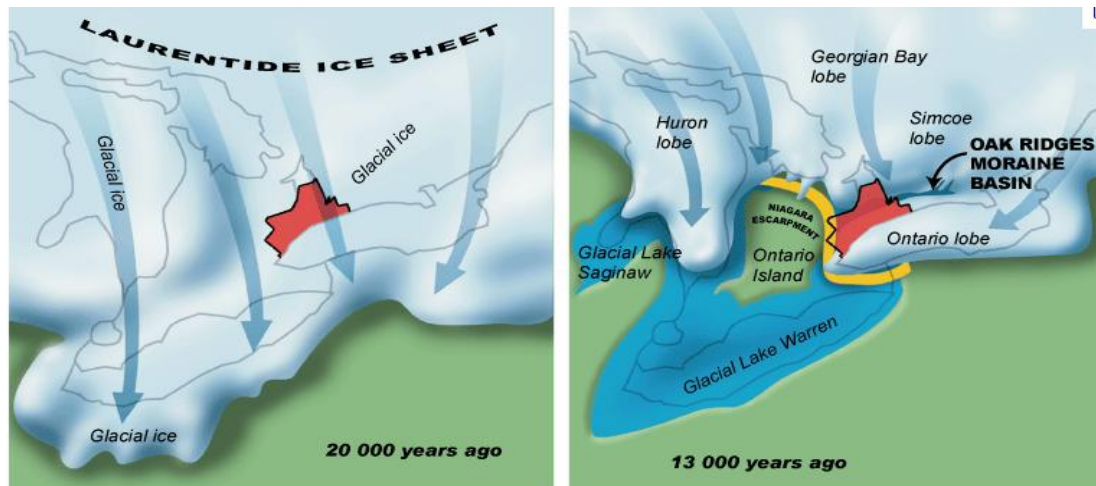 LAURENTIDE ICE SHEET
Glacial ice
Glacial ice
Glacial ice
20 000 years ago
Georgian Bay
lobe
Huron
lobe
Simcoe
lobe
OAK RIDGES
MORAINE
BASIN
NIAGARA
ESCARPMENT
Ontario lobe
Glacial Lake
Saginaw
Ontario
Island
Glacial Lake Warren
13 000 years ago